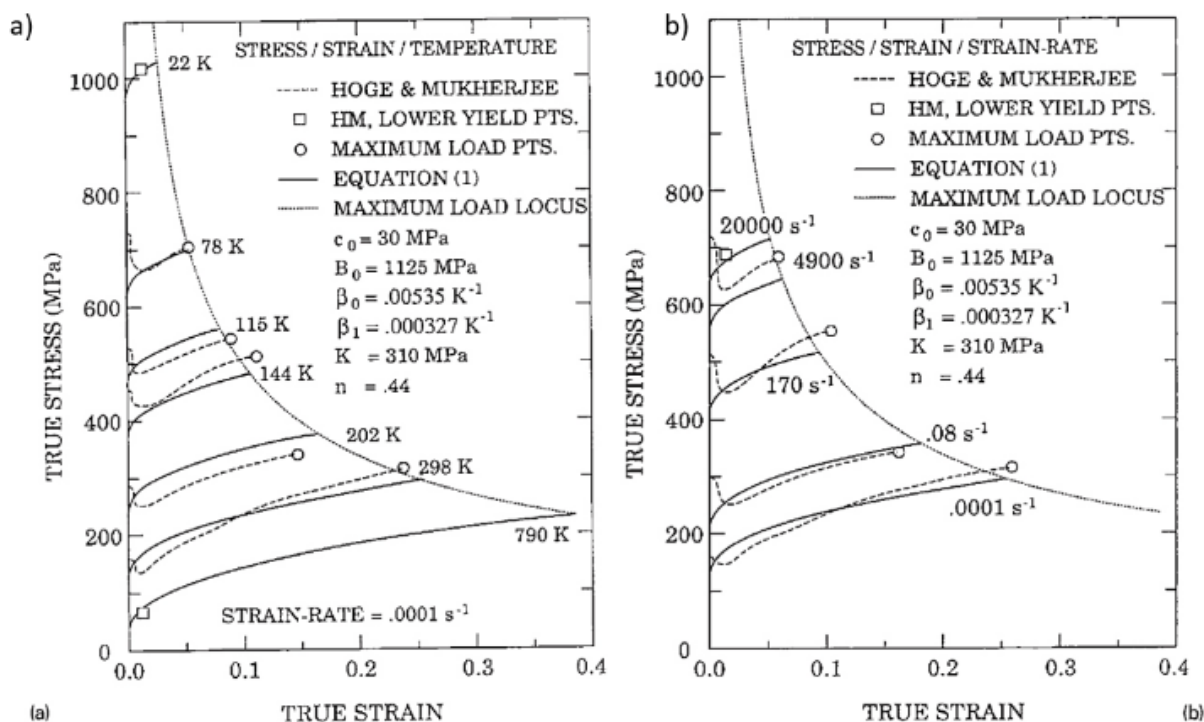 a)
STRESS / STRAIN / TEMPERATURE
HOGE & MUKHERJEE
HM, LOWER YIELD PTS.
MAXIMUM LOAD PTS.
EQUATION (1)
MAXIMUM LOAD LOCUS
c₀ = 30 MPa
B₀ = 1125 MPa
β₀ = .00535 K⁻¹
β₁ = .000327 K⁻¹
K = 310 MPa
n = .44
22 K
78 K
115 K
144 K
202 K
298 K
790 K
STRAIN-RATE = .0001 s⁻¹
TRUE STRESS (MPa)
1000
800
600
400
200
0
0.0 0.1 0.2 0.3 0.4
TRUE STRAIN
(a)
b)
STRESS / STRAIN / STRAIN-RATE
HOGE & MUKHERJEE
HM, LOWER YIELD PTS.
MAXIMUM LOAD PTS.
EQUATION (1)
MAXIMUM LOAD LOCUS
c₀ = 30 MPa
B₀ = 1125 MPa
β₀ = .00535 K⁻¹
β₁ = .000327 K⁻¹
K = 310 MPa
n = .44
20000 s⁻¹
4900 s⁻¹
170 s⁻¹
.08 s⁻¹
.0001 s⁻¹
TRUE STRESS (MPa)
1000
800
600
400
200
0
0.0 0.1 0.2 0.3 0.4
TRUE STRAIN
(b)